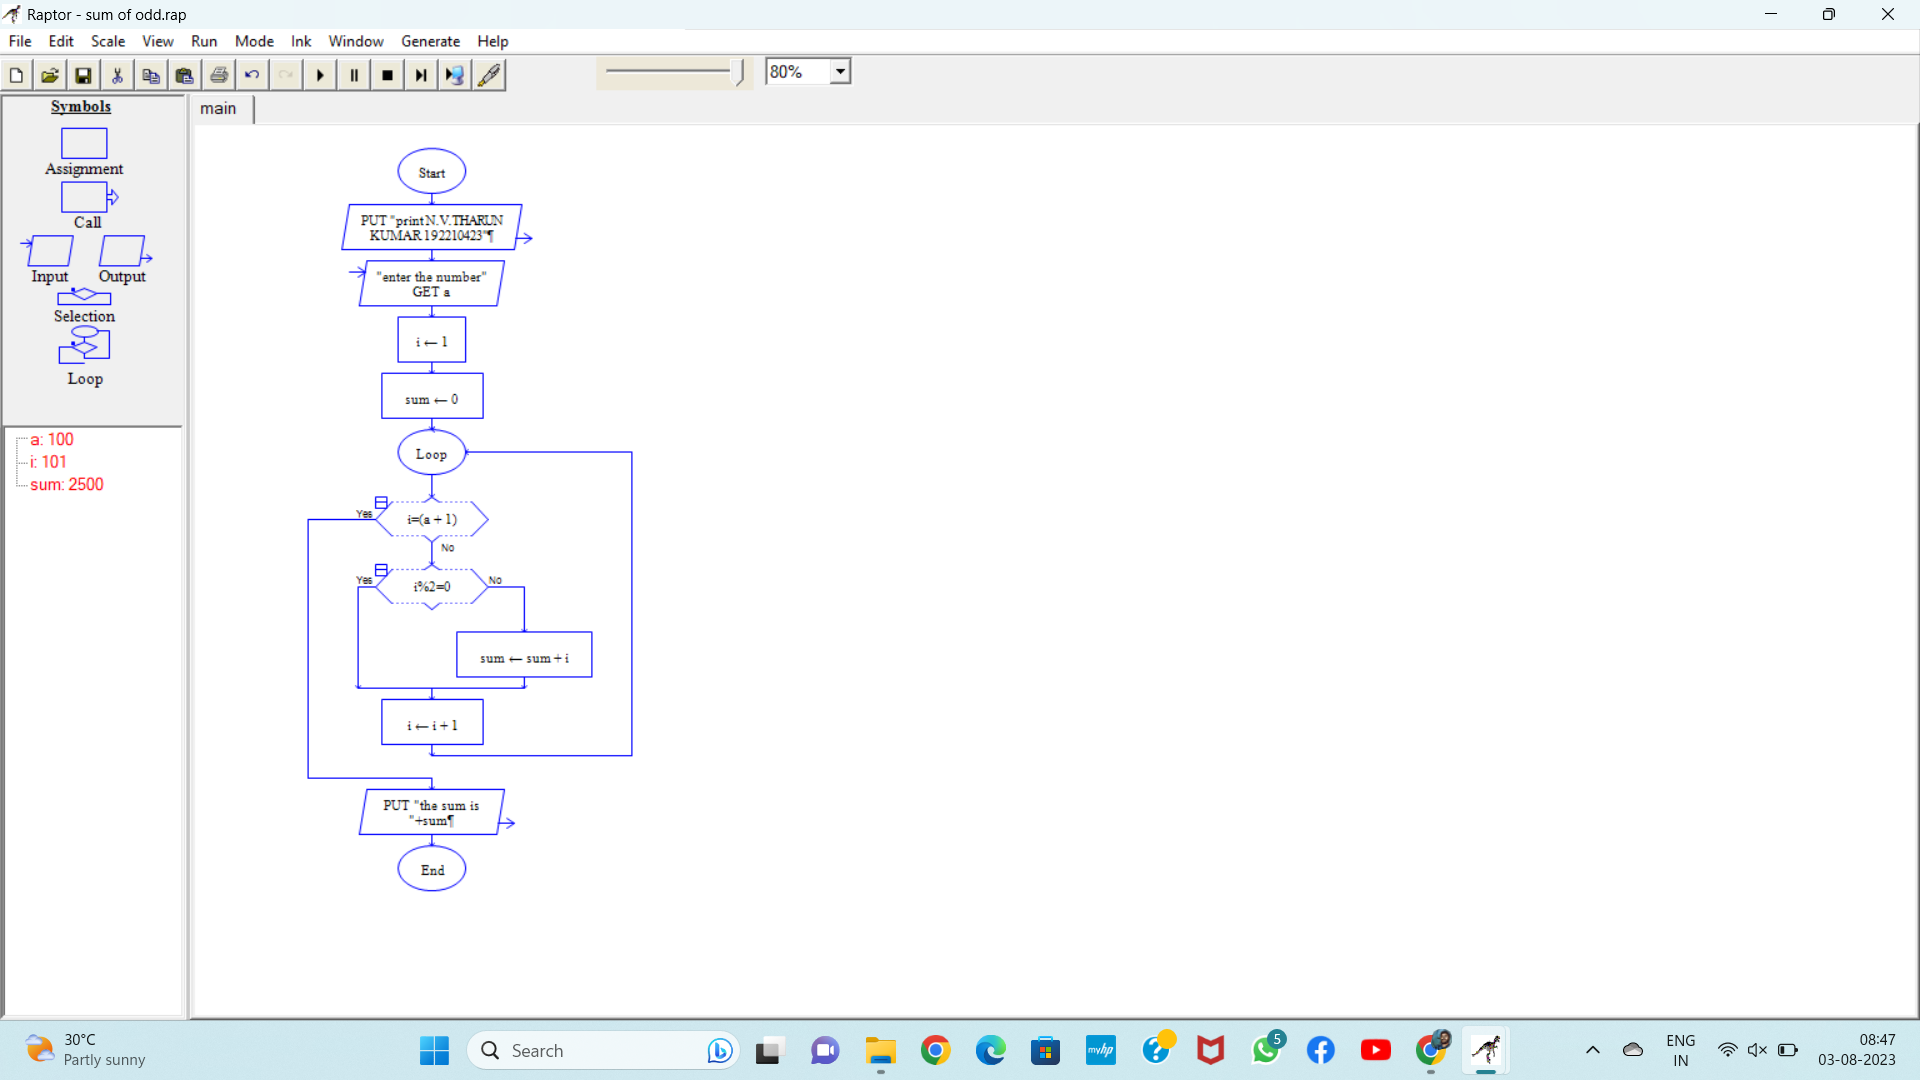 Raptor - sum of odd.rap
File Edit Scale View Run Mode Ink Window Generate Help
80%
Symbols
Assignment
Call
Input Output
Selection
Loop
a: 100
i: 101
sum: 2500
main
Start
PUT "print N.V.THARUN
KUMAR 192210423"¶
"enter the number"
GET a
i ← 1
sum ← 0
Loop
Yes
i=(a + 1)
No
Yes
i%2=0
No
sum ← sum + i
i ← i + 1
PUT "the sum is
"+sum¶
End
30°C
Partly sunny
Search
myhp
5
ENG
IN
08:47
03-08-2023